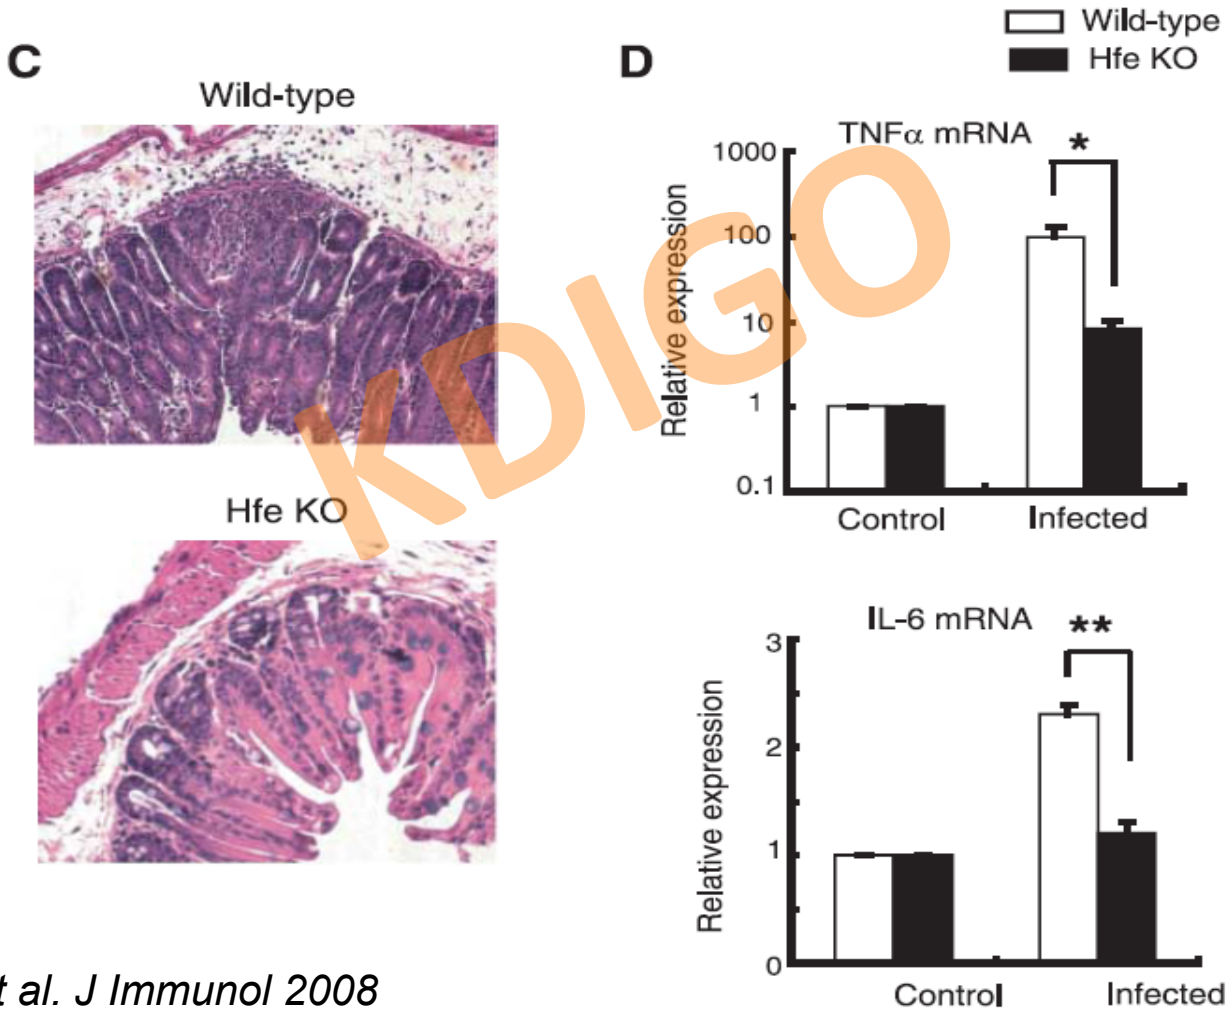 Wild-type
Hfe KO
C
D
Wild-type
TNFα mRNA
*
1000
100
10
1
0.1
Relative expression
Control
Infected
Hfe KO
IL-6 mRNA
**
3
2
1
0
Relative expression
Control
Infected
KDIGO
t al. J Immunol 2008